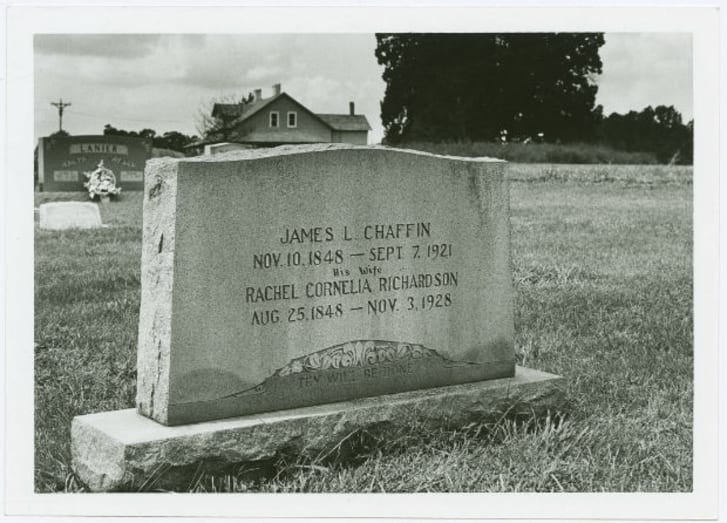 LANIER
JAMES L. CHAFFIN
NOV. 10, 1848 — SEPT. 7, 1921
His Wife
RACHEL CORNELIA RICHARDSON
AUG. 25, 1848 — NOV. 3, 1928
THY WILL BE DONE